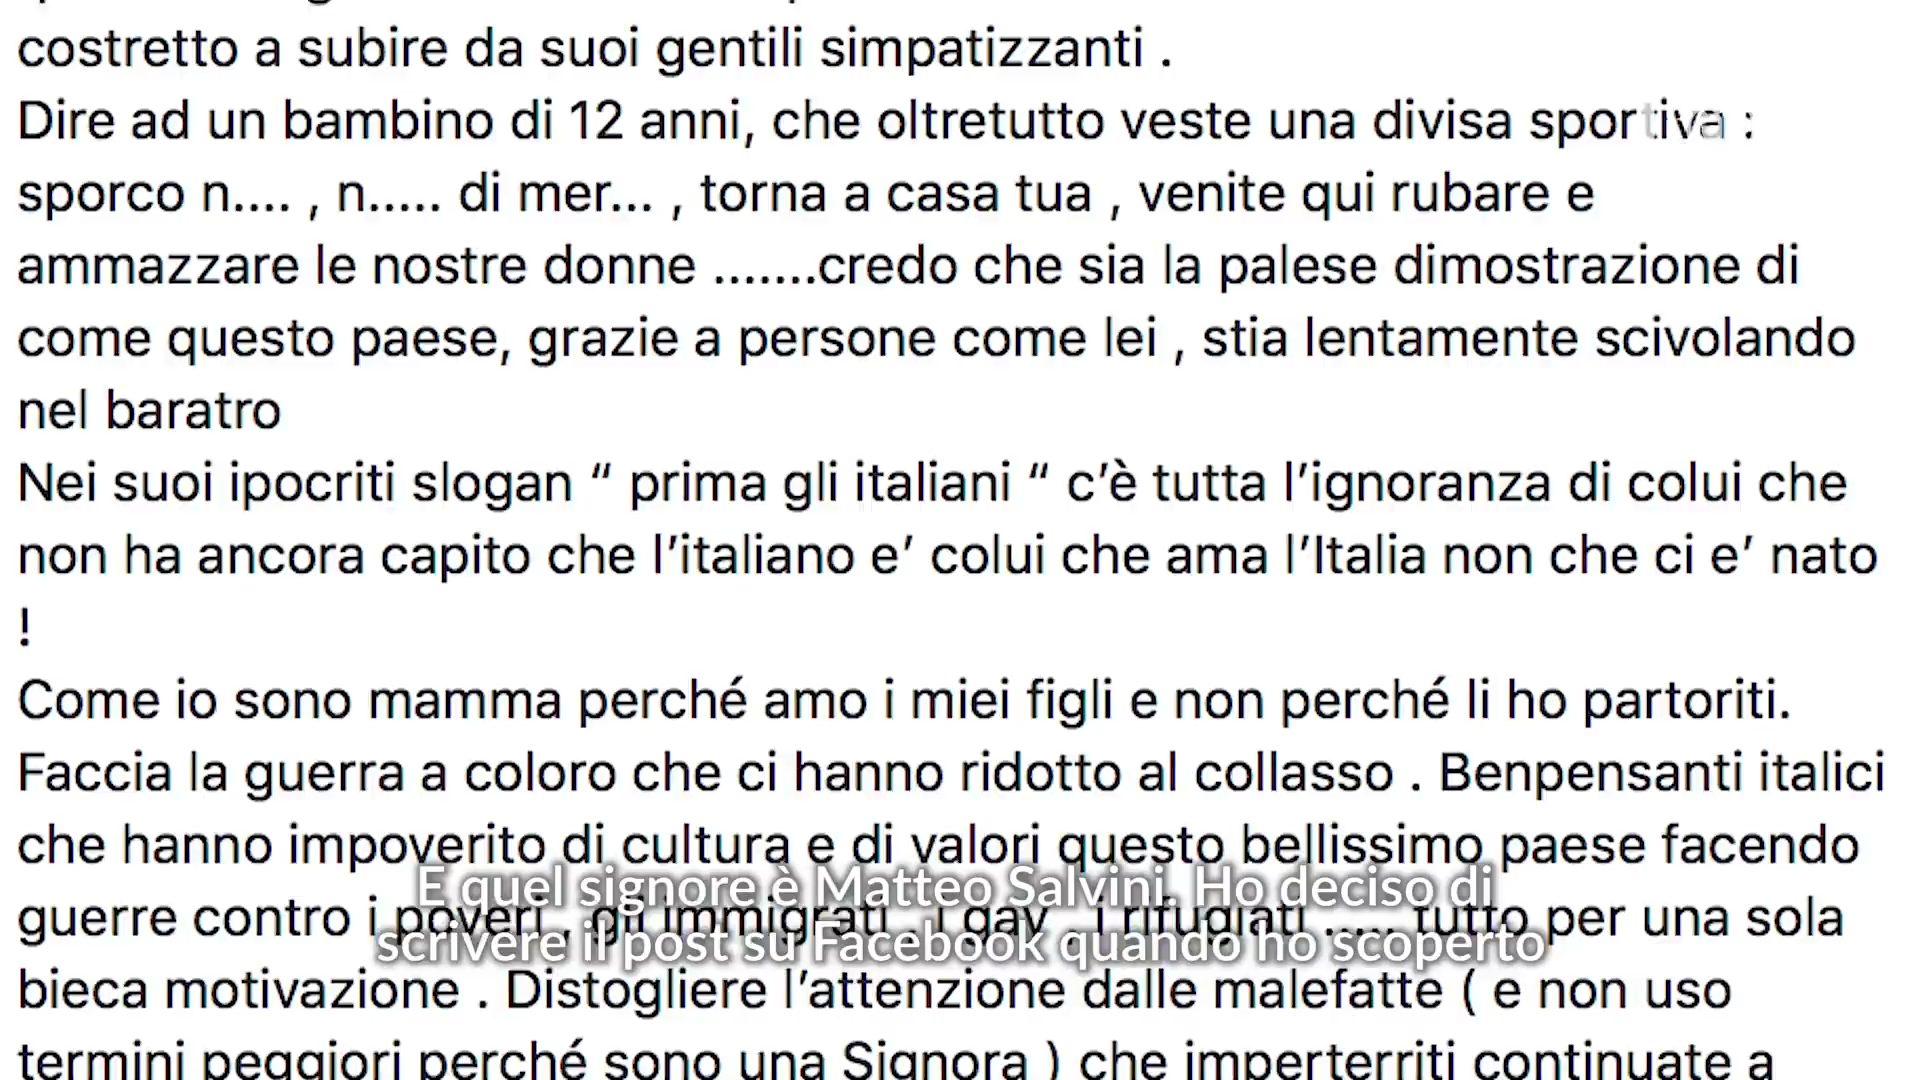 costretto a subire da suoi gentili simpatizzanti .
Dire ad un bambino di 12 anni, che oltretutto veste una divisa sportiva :
sporco n.... , n..... di mer... , torna a casa tua , venite qui rubare e
ammazzare le nostre donne .......credo che sia la palese dimostrazione di
come questo paese, grazie a persone come lei , stia lentamente scivolando
nel baratro
Nei suoi ipocriti slogan “ prima gli italiani “ c’è tutta l’ignoranza di colui che
non ha ancora capito che l’italiano e’ colui che ama l’Italia non che ci e’ nato
!
Come io sono mamma perché amo i miei figli e non perché li ho partoriti.
Faccia la guerra a coloro che ci hanno ridotto al collasso . Benpensanti italici
che hanno impoverito di cultura e di valori questo bellissimo paese facendo
guerre contro i poveri , gli immigrati , i gay , i rifugiati ..... tutto per una sola
bieca motivazione . Distogliere l’attenzione dalle malefatte ( e non uso
termini peggiori perché sono una Signora ) che imperterriti continuate a
E quel signore è Matteo Salvini. Ho deciso di
scrivere il post su Facebook quando ho scoperto